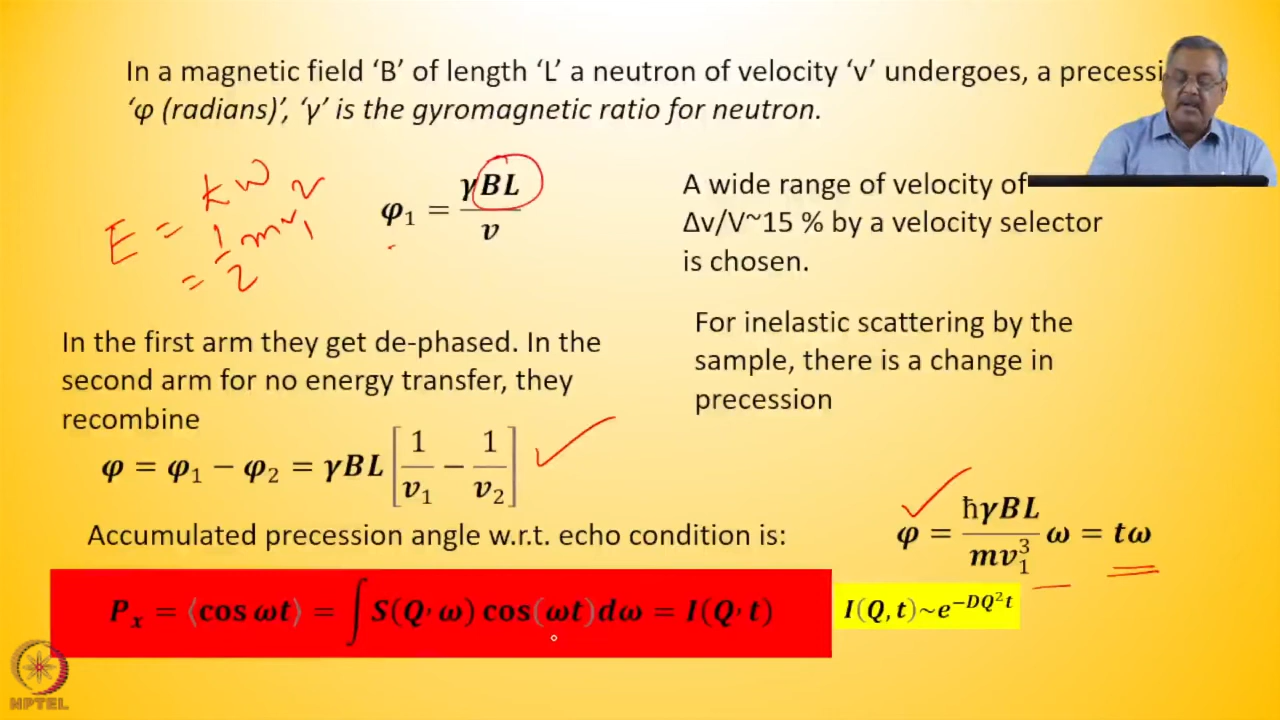 In a magnetic field ‘B’ of length ‘L’ a neutron of velocity ‘v’ undergoes, a precessi
‘φ (radians)’, ‘γ’ is the gyromagnetic ratio for neutron.
E = ħω
= 1/2 mv₁²
φ₁ = γBL/v
A wide range of velocity of
Δv/V~15 % by a velocity selector
is chosen.
For inelastic scattering by the
sample, there is a change in
precession
In the first arm they get de-phased. In the
second arm for no energy transfer, they
recombine
φ = φ₁ − φ₂ = γBL[1/v₁ − 1/v₂]
φ = ħγBL/mv₁³ ω = tω
Accumulated precession angle w.r.t. echo condition is:
Pₓ = ⟨cos ωt⟩ = ∫ S(Q, ω) cos(ωt)dω = I(Q, t)
I(Q, t)~e^(−DQ²t)
NPTEL